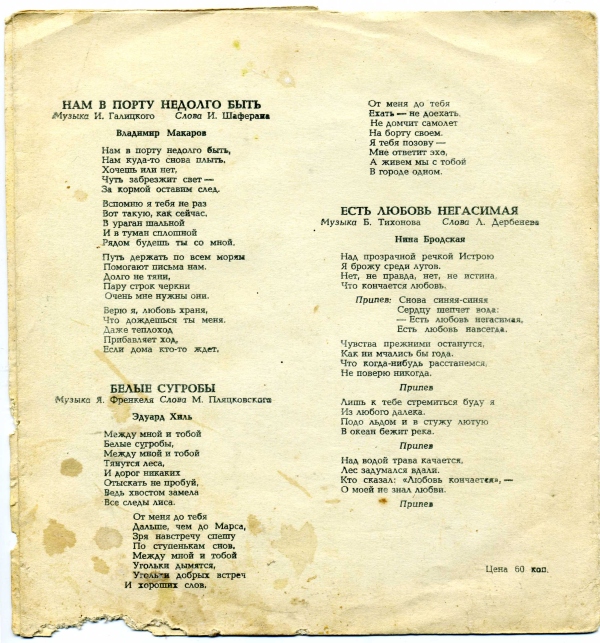 НАМ В ПОРТУ НЕДОЛГО БЫТЬ
Музыка И. Галицкого Слова И. Шаферана
Владимир Макаров
Нам в порту недолго быть,
Нам куда-то снова плыть,
Хочешь или нет,
Чуть забрезжит свет —
За кормой оставим след.
Вспомню я тебя не раз
Вот такую, как сейчас.
В ураган шальной
И в туман сплошной
Рядом будешь ты со мной.
Путь держать по всем морям
Помогают письма нам.
Долго не тяни,
Пару строк черкни
Очень мне нужны они.
Верю я, любовь храня,
Что дождешься ты меня.
Даже теплоход
Прибавляет ход,
Если дома кто-то ждет.
БЕЛЫЕ СУГРОБЫ
Музыка Я. Френкеля Слова М. Пляцковского
Эдуард Хиль
Между мной и тобой
Белые сугробы,
Между мной и тобой
Тянутся леса,
И дорог никаких
Отыскать не пробуй,
Ведь хвостом замела
Все следы лиса.
От меня до тебя
Дальше, чем до Марса,
Зря навстречу спешу
По ступенькам снов,
Между мной и тобой
Угольки дымятся,
Угольки добрых встреч
И хороших слов.
От меня до тебя
Ехать — не доехать.
Не домчит самолет
На борту своем.
Я тебя позову —
Мне ответит эхо,
А живем мы с тобой
В городе одном.
ЕСТЬ ЛЮБОВЬ НЕГАСИМАЯ
Музыка Б. Тихонова Слова Л. Дербенева
Нина Бродская
Над прозрачной речкой Истрою
Я брожу среди лугов.
Нет, не правда, нет, не истина,
Что кончается любовь.
Припев: Снова синяя-синяя
Сердцу шепчет вода:
— Есть любовь негасимая,
Есть любовь навсегда.
Чувства прежними останутся,
Как ни мчались бы года.
Что когда-нибудь расстанемся,
Не поверю никогда.
Припев
Лишь к тебе стремиться буду я
Из любого далека.
Подо льдом и в стужу лютую
В океан бежит река.
Припев
Над водой трава качается,
Лес задумался вдали.
Кто сказал: «Любовь кончается», —
О моей не знал любви.
Припев
Цена 60 коп.